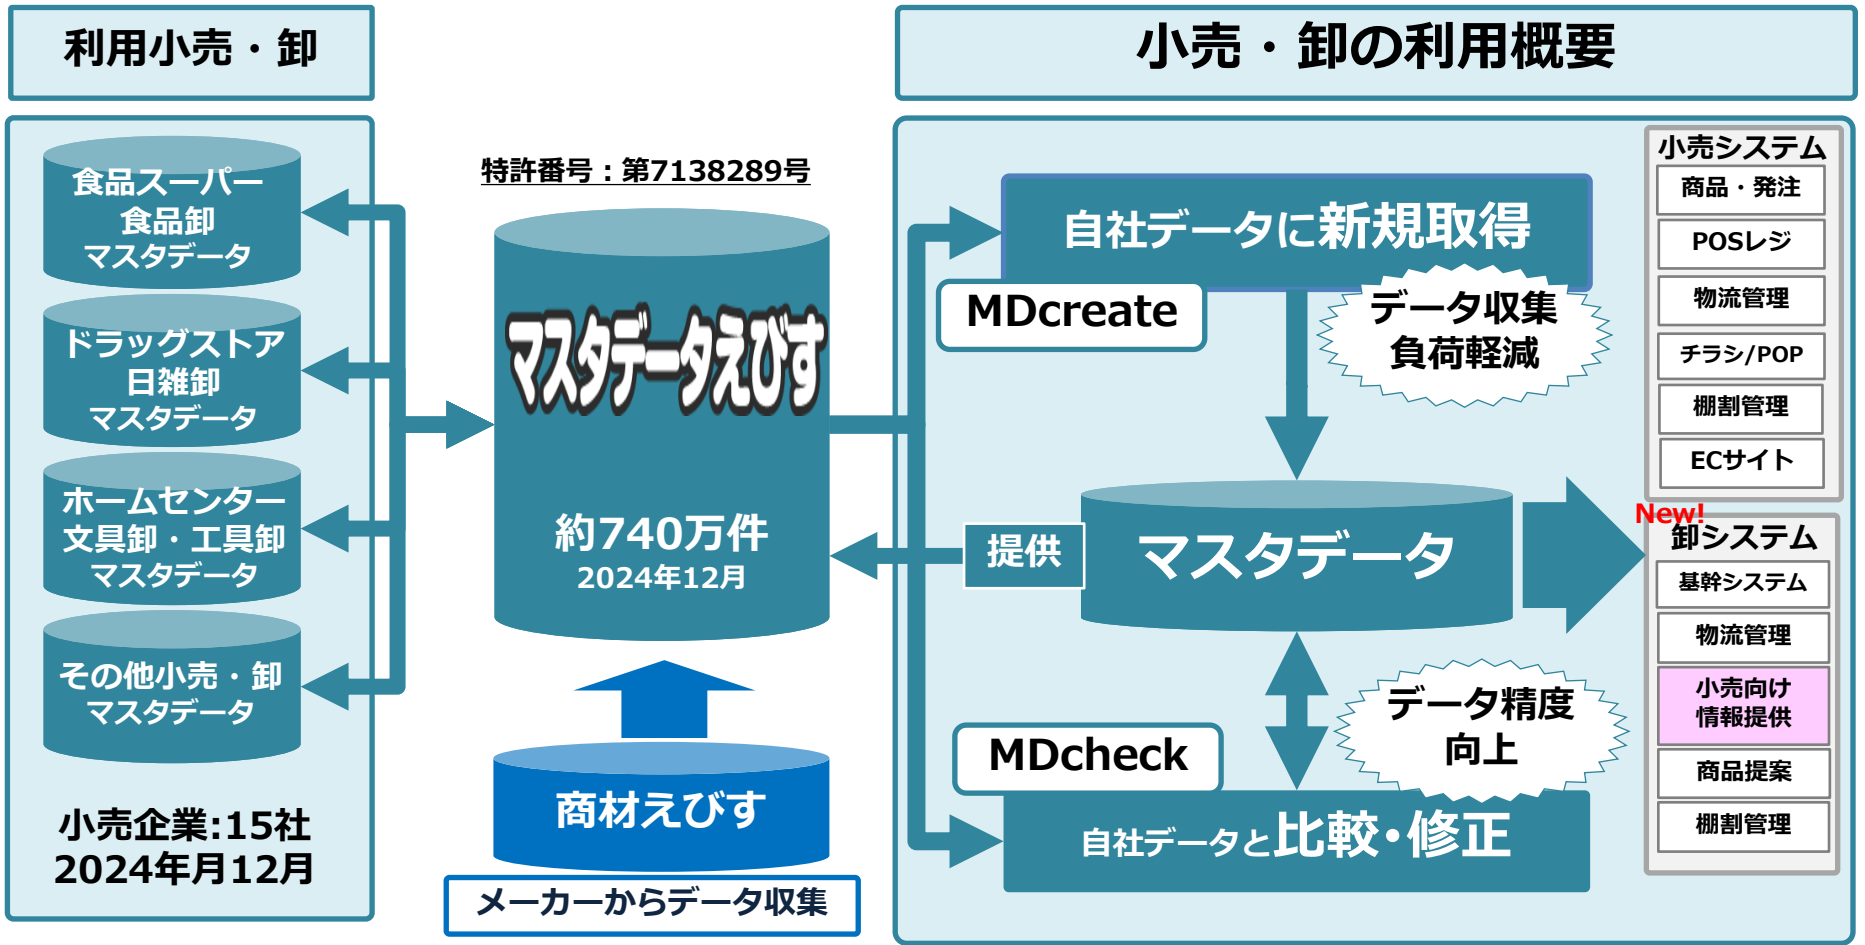 利用小売・卸
食品スーパー
食品卸
マスタデータ
ドラッグストア
日雑卸
マスタデータ
ホームセンター
文具卸・工具卸
マスタデータ
その他小売・卸
マスタデータ
小売企業:15社
2024年月12月
特許番号：第7138289号
マスタデータえびす
約740万件
2024年12月
商材えびす
メーカーからデータ収集
小売・卸の利用概要
自社データに新規取得
MDcreate
データ収集
負荷軽減
提供
マスタデータ
MDcheck
データ精度
向上
自社データと比較・修正
小売システム
商品・発注
POSレジ
物流管理
チラシ/POP
棚割管理
ECサイト
New!
卸システム
基幹システム
物流管理
小売向け
情報提供
商品提案
棚割管理